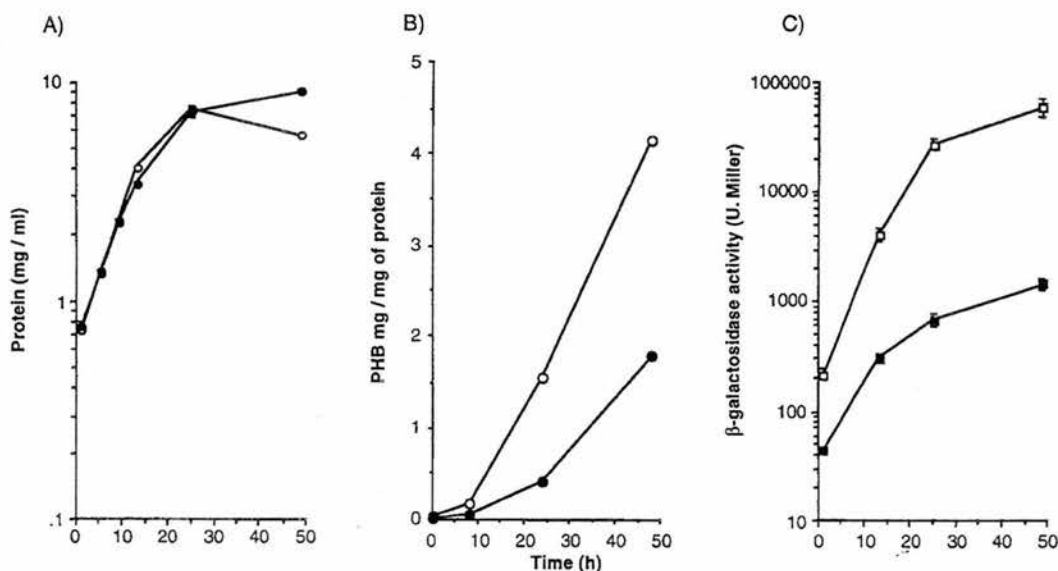 A)
B)
C)
Protein (mg / ml)
10
1
.1
0 10 20 30 40 50
PHB mg / mg of protein
5
4
3
2
1
0
0 10 20 30 40 50
Time (h)
β-galactosidase activity (U. Miller)
100000
10000
1000
100
10
0 10 20 30 40 50